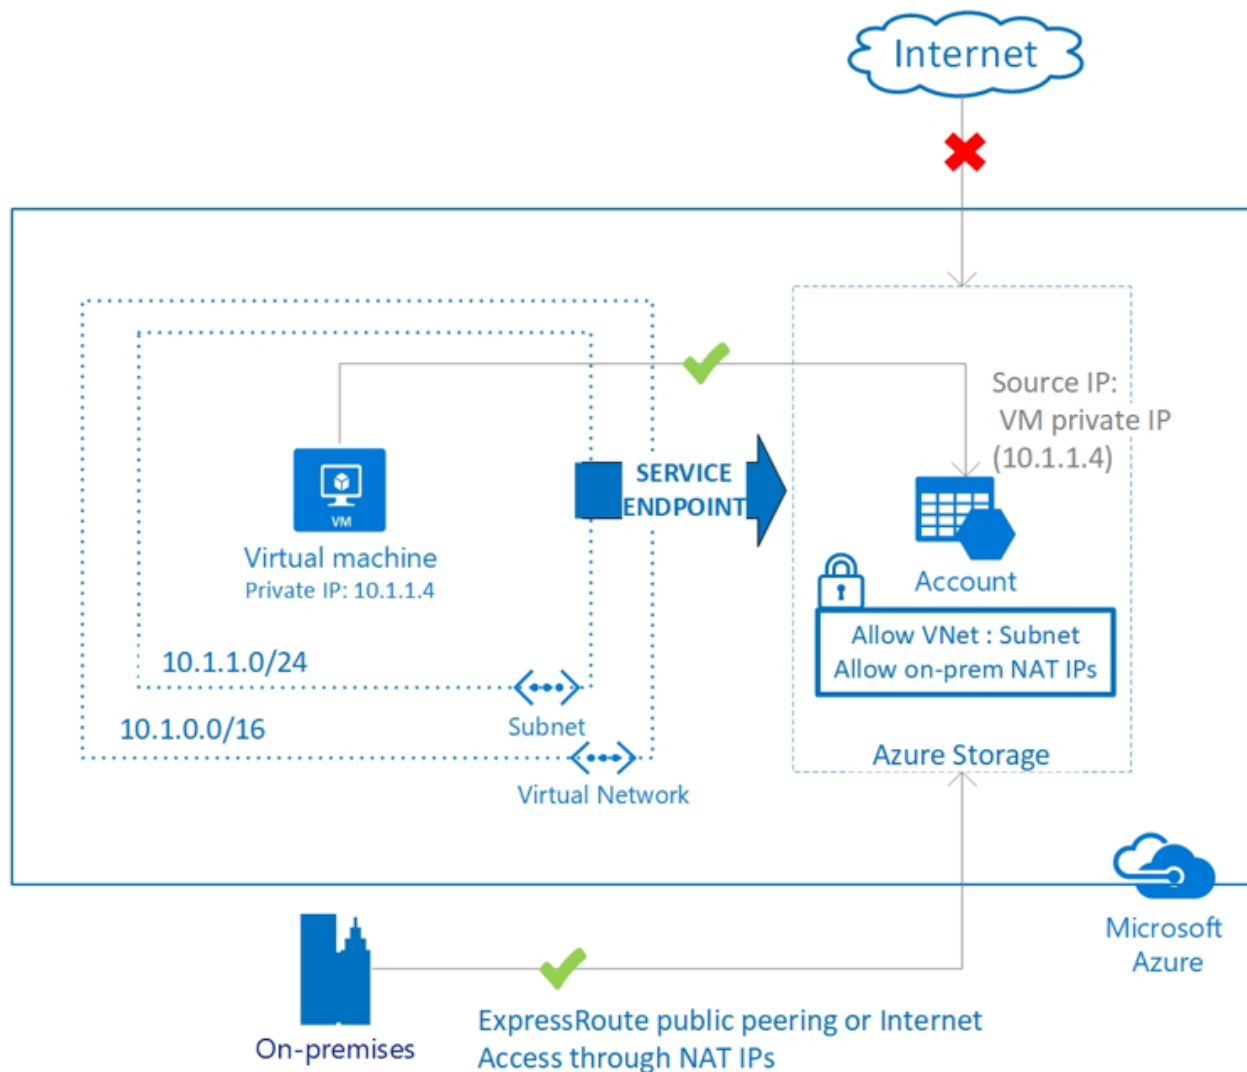 Internet
Source IP:
VM private IP
(10.1.1.4)
SERVICE
ENDPOINT
VM
Virtual machine
Private IP: 10.1.1.4
Account
Allow VNet : Subnet
Allow on-prem NAT IPs
10.1.1.0/24
10.1.0.0/16
Subnet
Azure Storage
Virtual Network
Microsoft
Azure
On-premises
ExpressRoute public peering or Internet
Access through NAT IPs